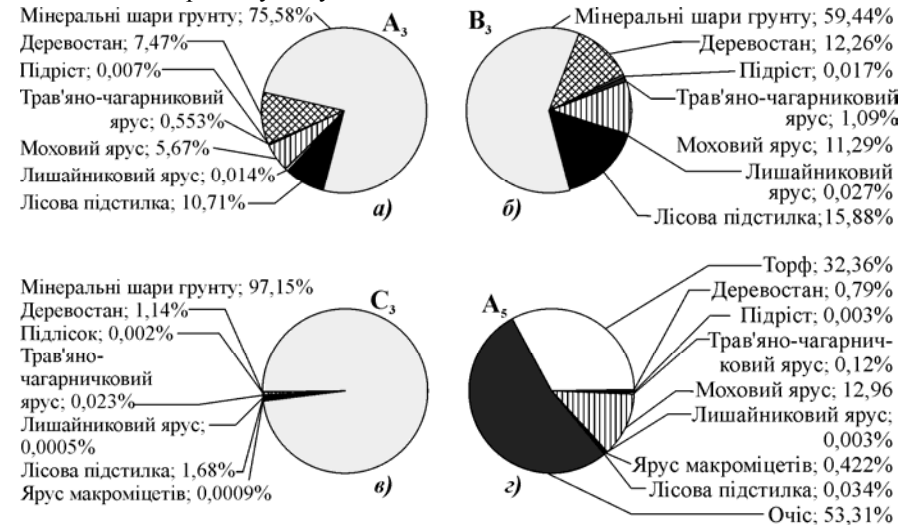 Мінеральні шари грунту; 75,58%
Деревостан; 7,47%
Підріст; 0,007%
Трав'яно-чагарниковий
ярус; 0,553%
Моховий ярус; 5,67%
Лишайниковий ярус; 0,014%
Лісова підстилка; 10,71%
А₃
а)
В₃
Мінеральні шари грунту; 59,44%
Деревостан; 12,26%
Підріст; 0,017%
Трав'яно-чагарниковий
ярус; 1,09%
Моховий ярус; 11,29%
Лишайниковий
ярус; 0,027%
Лісова підстилка;15,88%
б)
Мінеральні шари грунту; 97,15%
Деревостан; 1,14%
Підлісок; 0,002%
Трав'яно-
чагарничковий
ярус; 0,023%
Лишайниковий ярус;
0,0005%
Лісова підстилка; 1,68%
Ярус макроміцетів; 0,0009%
С₃
в)
А₅
Торф; 32,36%
Деревостан; 0,79%
Підріст; 0,003%
Трав'яно-чагарнич-
ковий ярус; 0,12%
Моховий ярус; 12,96
Лишайниковий ярус;
0,003%
Ярус макроміцетів; 0,422%
Лісова підстилка; 0,034%
Очіс; 53,31%
г)